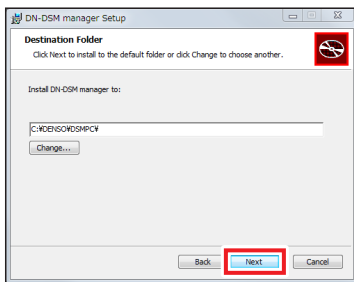 DN-DSM manager Setup
Destination Folder
Click Next to install to the default folder or click Change to choose another.
Install DN-DSM manager to:
C:¥DENSO¥DSMPC¥
Change...
Back Next Cancel